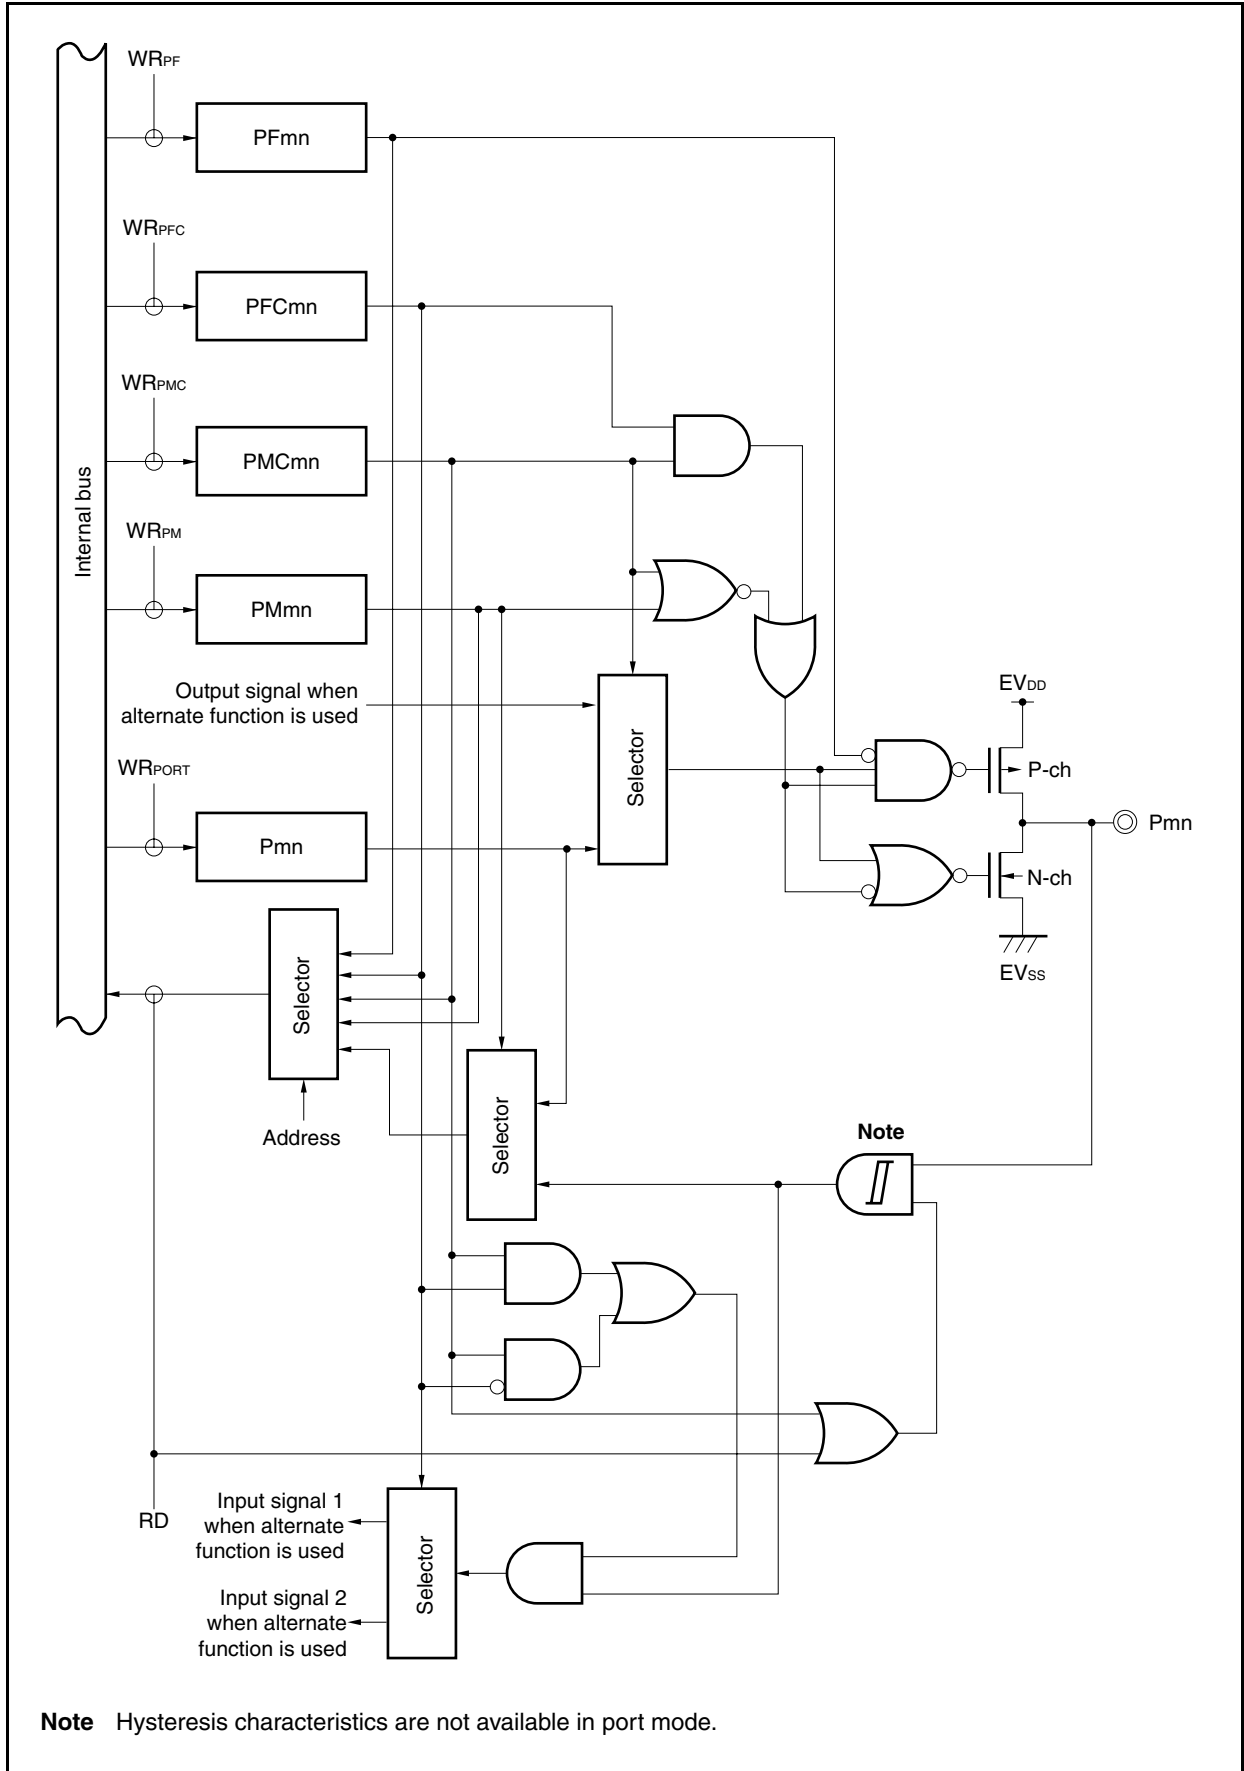 WRPF
PFmn
WRPFC
PFCmn
WRPMC
PMCmn
Internal bus
WRPM
PMmn
Output signal when
alternate function is used
Selector
EVDD
P-ch
WRPORT
Pmn
Pmn
N-ch
EVSS
Selector
Address
Selector
Note
RD
Input signal 1
when alternate
function is used
Selector
Input signal 2
when alternate
function is used
Note Hysteresis characteristics are not available in port mode.